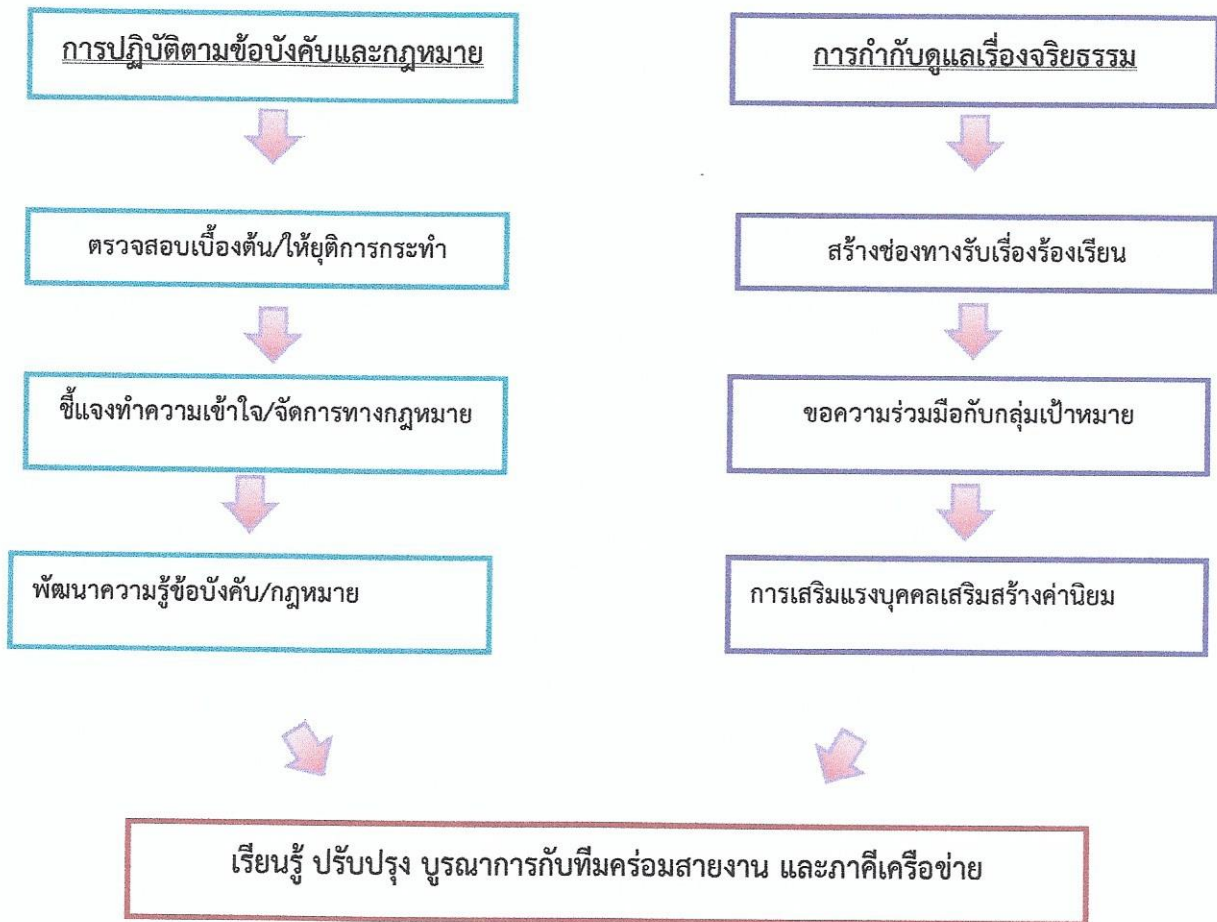 การปฏิบัติตามข้อบังคับและกฎหมาย
ตรวจสอบเบื้องต้น/ให้ยุติการกระทำ
ชี้แจงทำความเข้าใจ/จัดการทางกฎหมาย
พัฒนาความรู้ข้อบังคับ/กฎหมาย
การกำกับดูแลเรื่องจริยธรรม
สร้างช่องทางรับเรื่องร้องเรียน
ขอความร่วมมือกับกลุ่มเป้าหมาย
การเสริมแรงบุคคลเสริมสร้างค่านิยม
เรียนรู้ ปรับปรุง บูรณาการกับทีมคร่อมสายงาน และภาคีเครือข่าย